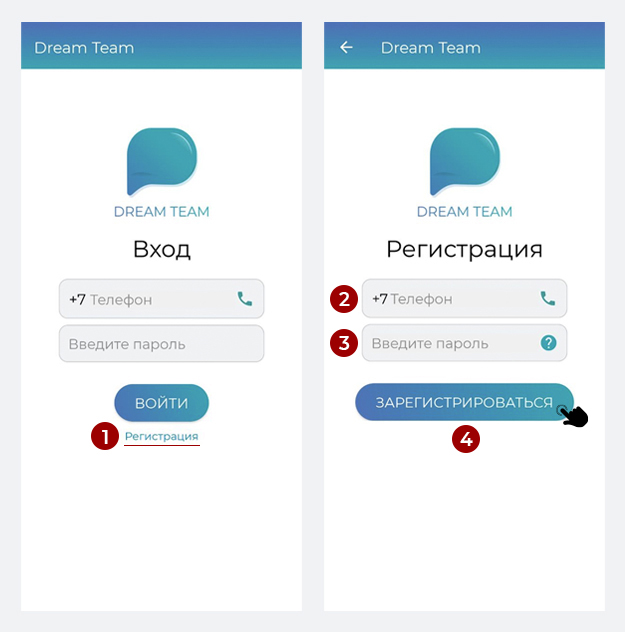 Dream Team
DREAM TEAM
Вход
+7 Телефон
Введите пароль
ВОЙТИ
1 Регистрация
Dream Team
DREAM TEAM
Регистрация
2 +7 Телефон
3 Введите пароль ?
ЗАРЕГИСТРИРОВАТЬСЯ
4